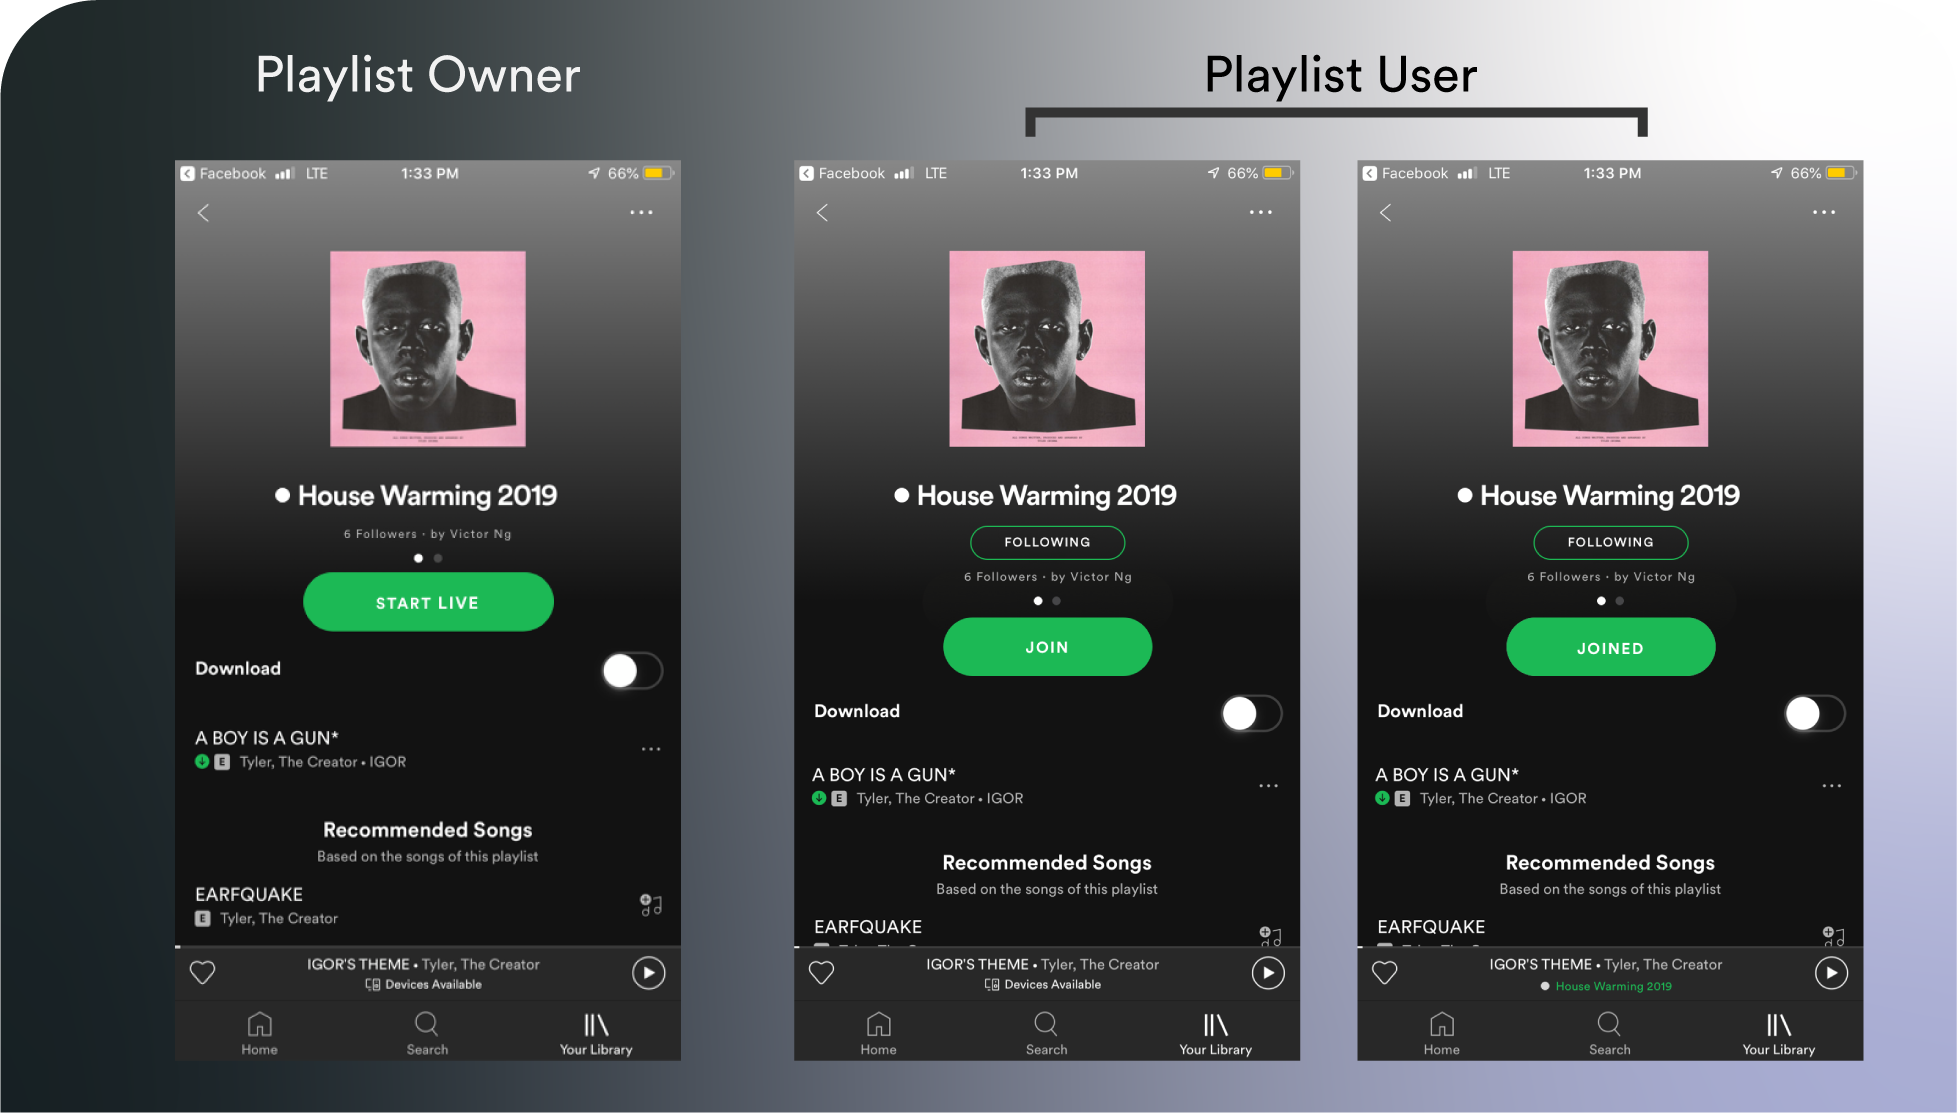 Playlist Owner
Playlist User
Facebook LTE 1:33 PM 66%
House Warming 2019
6 Followers · by Victor Ng
START LIVE
Download
A BOY IS A GUN*
E Tyler, The Creator • IGOR
Recommended Songs
Based on the songs of this playlist
EARFQUAKE
E Tyler, The Creator
IGOR'S THEME • Tyler, The Creator
Devices Available
Home Search Your Library
Facebook LTE 1:33 PM 66%
House Warming 2019
FOLLOWING
6 Followers · by Victor Ng
JOIN
Download
A BOY IS A GUN*
E Tyler, The Creator • IGOR
Recommended Songs
Based on the songs of this playlist
EARFQUAKE
IGOR'S THEME • Tyler, The Creator
Devices Available
Home Search Your Library
Facebook LTE 1:33 PM 66%
House Warming 2019
FOLLOWING
6 Followers · by Victor Ng
JOINED
Download
A BOY IS A GUN*
E Tyler, The Creator • IGOR
Recommended Songs
Based on the songs of this playlist
EARFQUAKE
IGOR'S THEME • Tyler, The Creator
House Warming 2019
Home Search Your Library